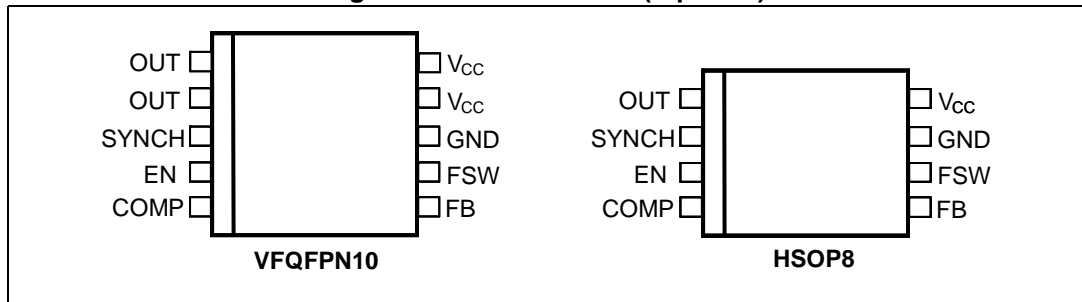 OUT
OUT
SYNCH
EN
COMP
VCC
VCC
GND
FSW
FB
VFQFPN10
OUT
SYNCH
EN
COMP
VCC
GND
FSW
FB
HSOP8